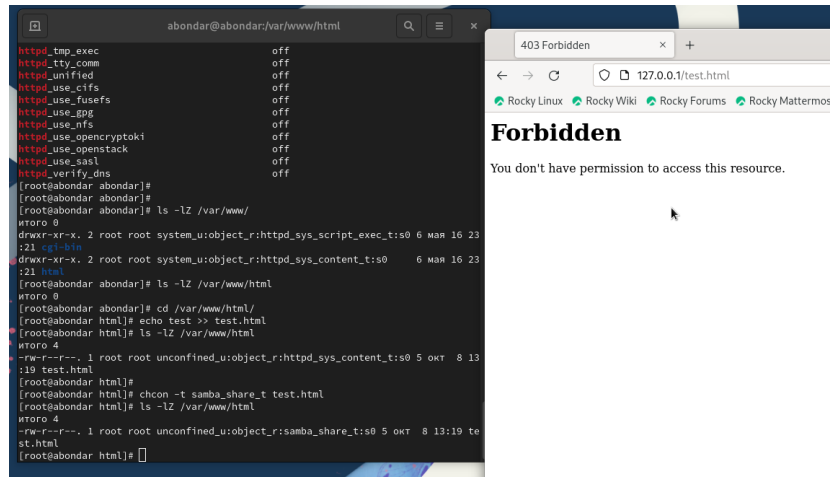 abondar@abondar:/var/www/html
httpd_tmp_exec off
httpd_tty_comm off
httpd_unified off
httpd_use_cifs off
httpd_use_fusefs off
httpd_use_gpg off
httpd_use_nfs off
httpd_use_opencryptoki off
httpd_use_openstack off
httpd_use_sasl off
httpd_verify_dns off
[root@abondar abondar]#
[root@abondar abondar]#
[root@abondar abondar]# ls -lZ /var/www/
итого 0
drwxr-xr-x. 2 root root system_u:object_r:httpd_sys_script_exec_t:s0 6 мая 16 23
:21 cgi-bin
drwxr-xr-x. 2 root root system_u:object_r:httpd_sys_content_t:s0 6 мая 16 23
:21 html
[root@abondar abondar]# ls -lZ /var/www/html
итого 0
[root@abondar abondar]# cd /var/www/html/
[root@abondar html]# echo test >> test.html
[root@abondar html]# ls -lZ /var/www/html
итого 4
-rw-r--r--. 1 root root unconfined_u:object_r:httpd_sys_content_t:s0 5 окт 8 13
:19 test.html
[root@abondar html]#
[root@abondar html]# chcon -t samba_share_t test.html
[root@abondar html]# ls -lZ /var/www/html
итого 4
-rw-r--r--. 1 root root unconfined_u:object_r:samba_share_t:s0 5 окт 8 13:19 te
st.html
[root@abondar html]#
403 Forbidden
127.0.0.1/test.html
Rocky Linux Rocky Wiki Rocky Forums Rocky Mattermos
Forbidden
You don't have permission to access this resource.